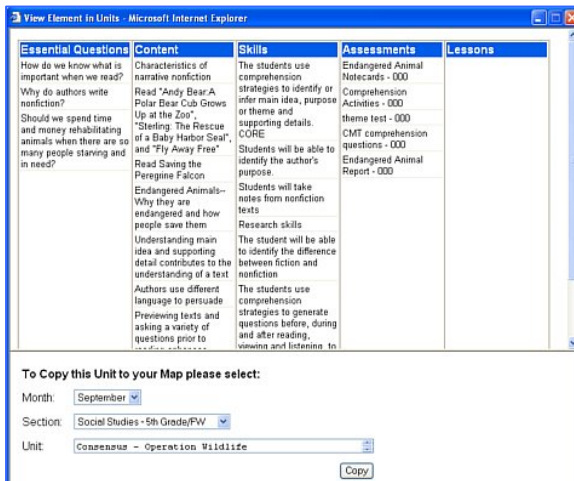 View Element in Units - Microsoft Internet Explorer
Essential Questions
How do we know what is
important when we read?
Why do authors write
nonfiction?
Should we spend time
and money rehabilitating
animals when there are so
many people starving and
in need?
Content
Characteristics of
narrative nonfiction
Read "Andy Bear:A
Polar Bear Cub Grows
Up at the Zoo",
"Sterling: The Rescue
of a Baby Harbor Seal",
and "Fly Away Free"
Read Saving the
Peregrine Falcon
Endangered Animals--
Why they are
endangered and how
people save them
Understanding main
idea and supporting
detail contributes to the
understanding of a text
Authors use different
language to persuade
Previewing texts and
asking a variety of
questions prior to
Skills
The students use
comprehension
strategies to identify or
infer main idea, purpose
or theme and
supporting details.
CORE
Students will be able to
identify the author's
purpose.
Students will take
notes from nonfiction
texts
Research skills
The student will be able
to identify the difference
between fiction and
nonfiction
The students use
comprehension
strategies to generate
questions before, during
and after reading,
viewing and listening, to
Assessments
Endangered Animal
Notecards - 000
Comprehension
Activities - 000
theme test - 000
CMT comprehension
questions - 000
Endangered Animal
Report - 000
Lessons
To Copy this Unit to your Map please select:
Month: September
Section: Social Studies - 5th Grade/FW
Unit: Consensus - Operation Wildlife
Copy